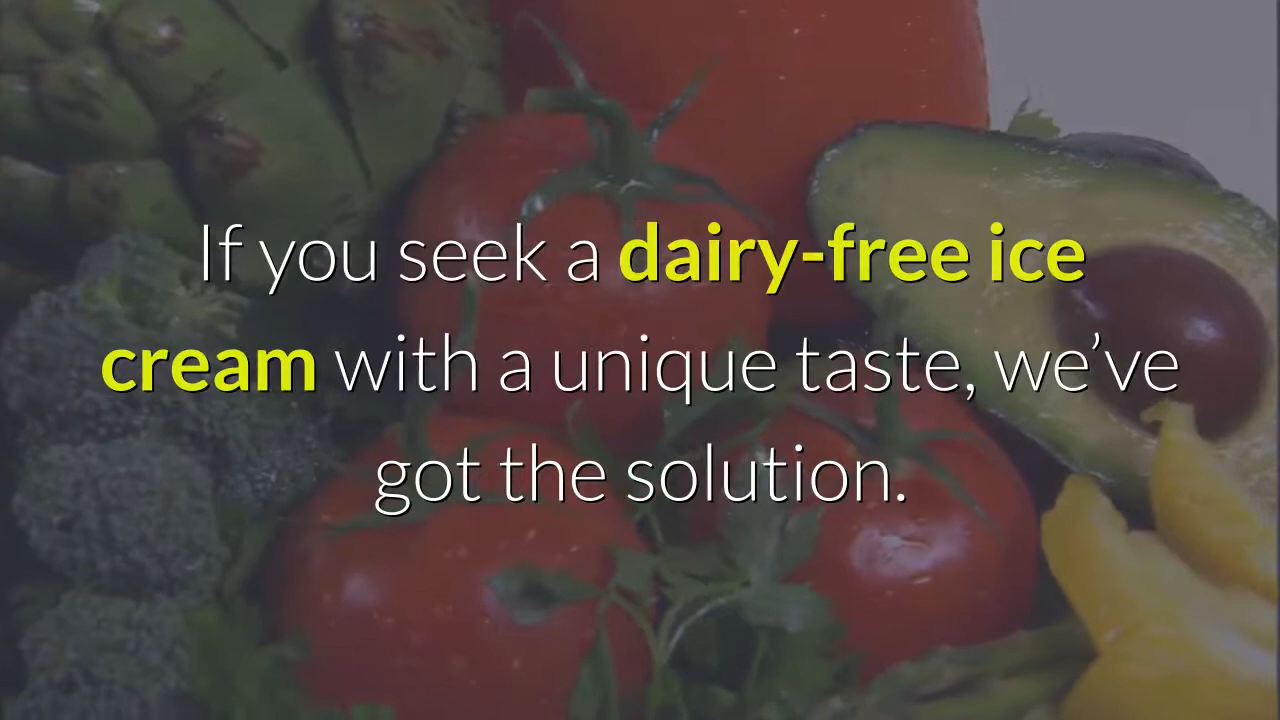 If you seek a dairy-free ice
cream with a unique taste, we’ve
got the solution.